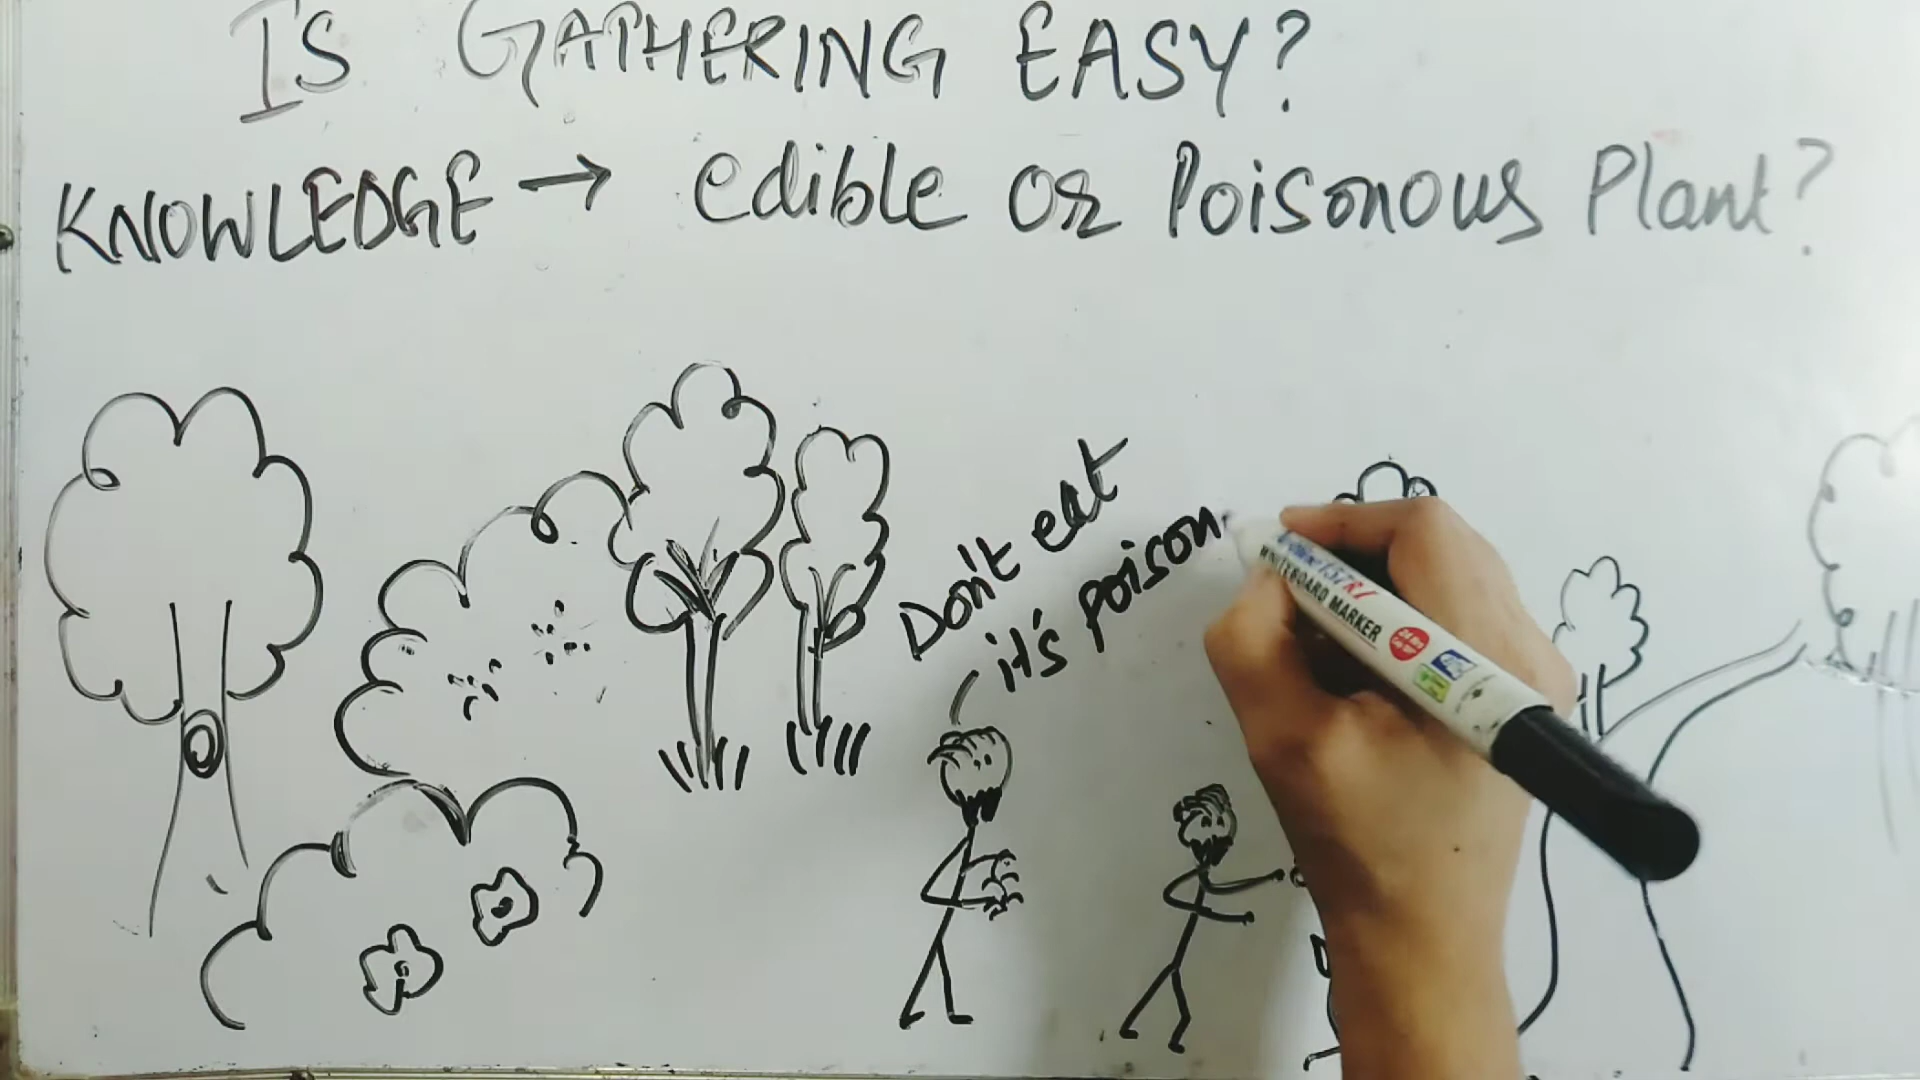 IS GATHERING EASY?
KNOWLEDGE → edible or Poisonous Plant?
Don't eat
it's poison
WHITEBOARD MARKER